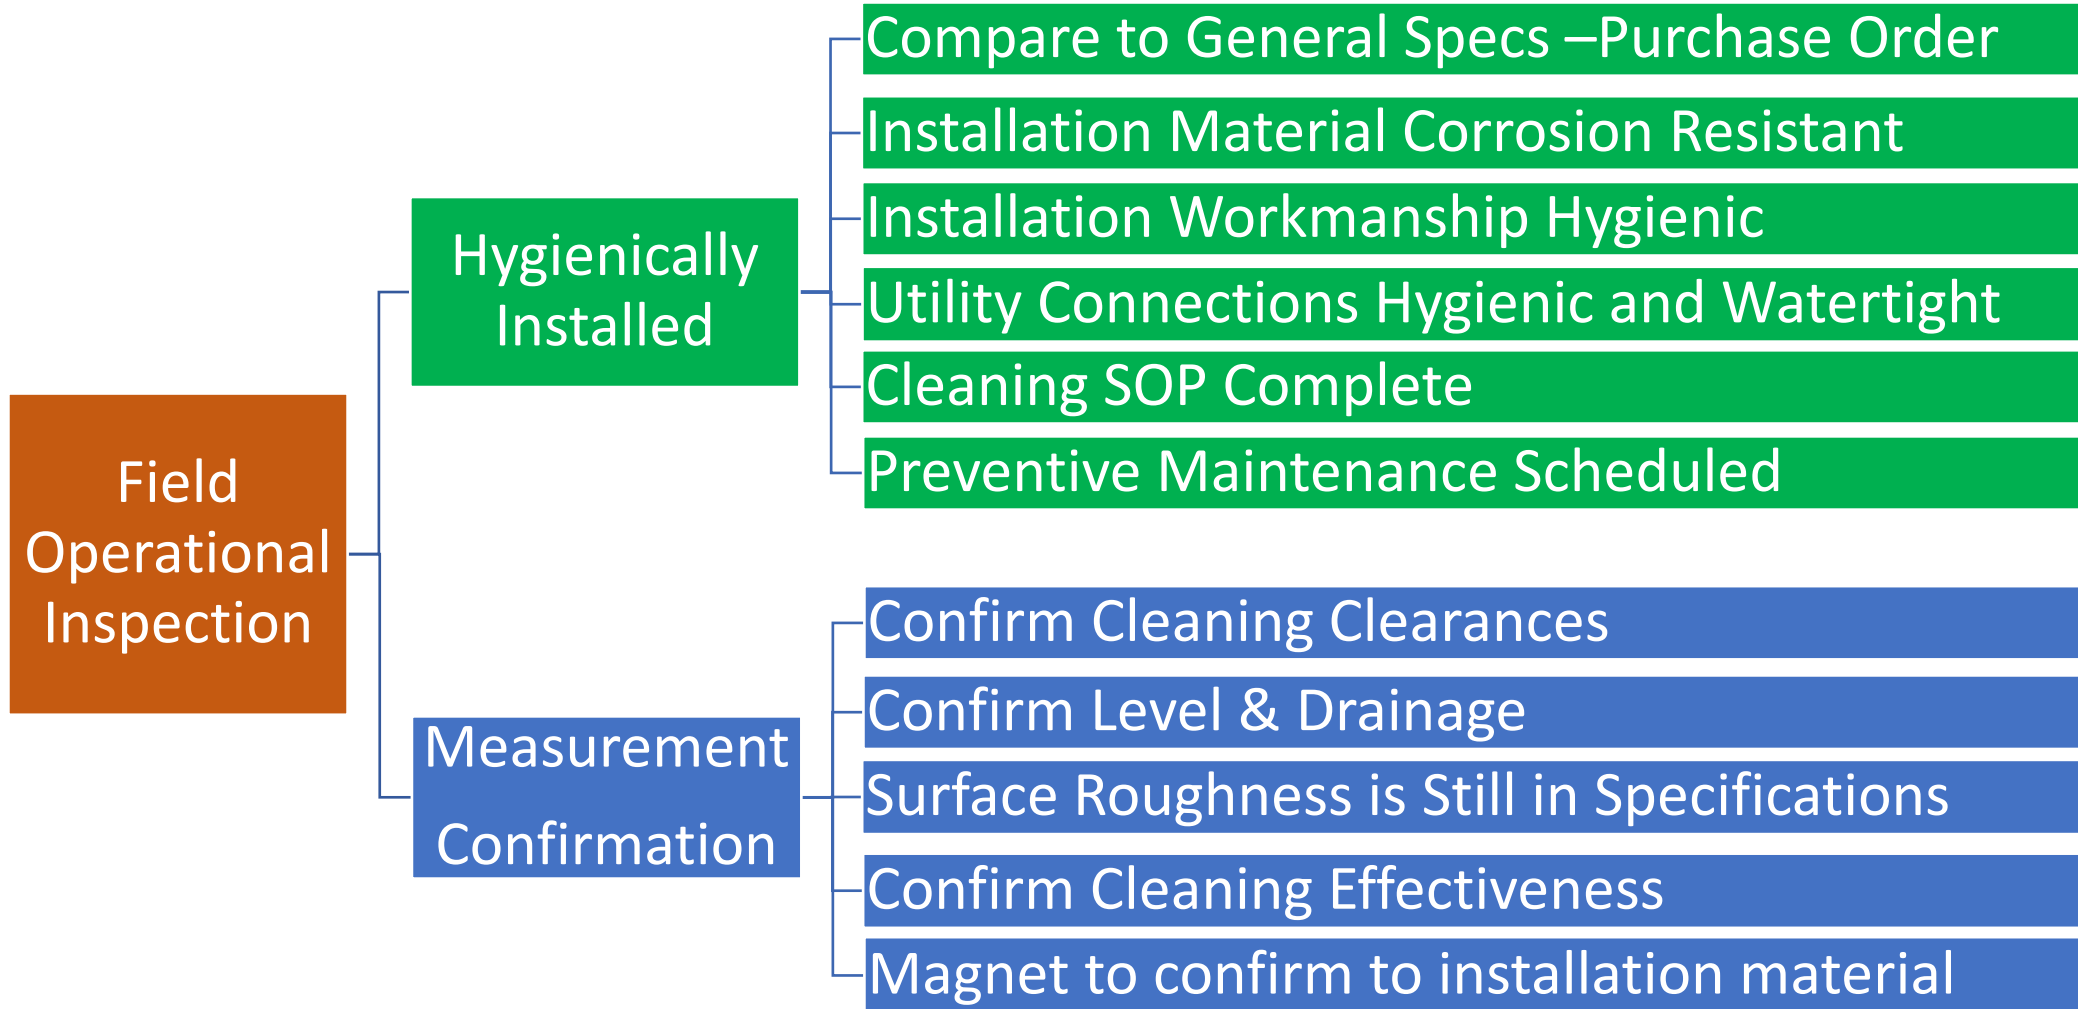 Field
Operational
Inspection
Hygienically
Installed
Compare to General Specs –Purchase Order
Installation Material Corrosion Resistant
Installation Workmanship Hygienic
Utility Connections Hygienic and Watertight
Cleaning SOP Complete
Preventive Maintenance Scheduled
Measurement
Confirmation
Confirm Cleaning Clearances
Confirm Level & Drainage
Surface Roughness is Still in Specifications
Confirm Cleaning Effectiveness
Magnet to confirm to installation material